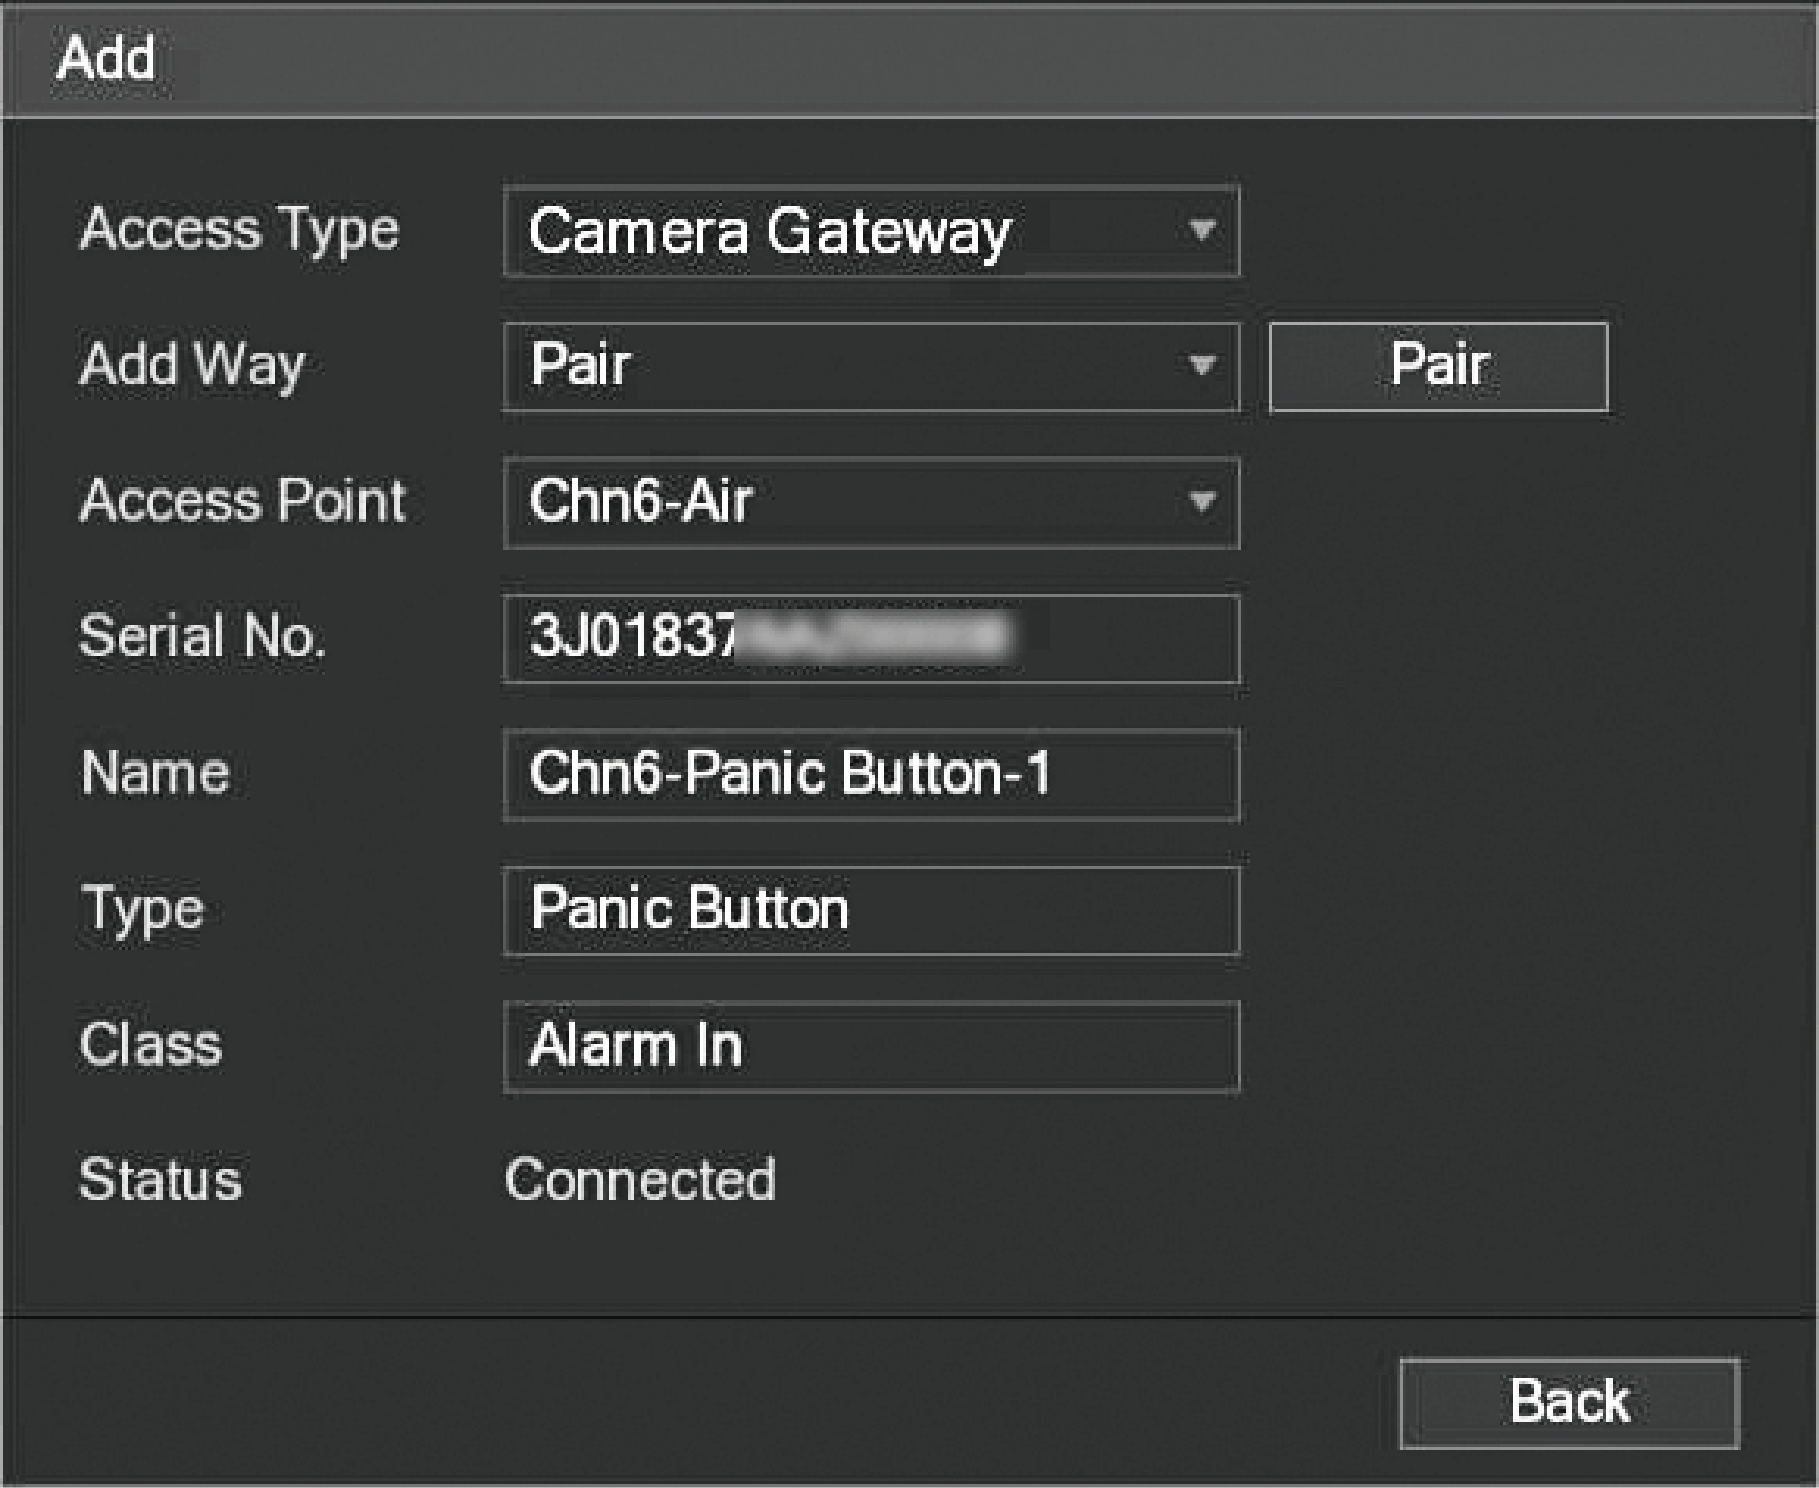 Add
Access Type Camera Gateway
Add Way Pair Pair
Access Point Chn6-Air
Serial No. 3J01837
Name Chn6-Panic Button-1
Type Panic Button
Class Alarm In
Status Connected
Back